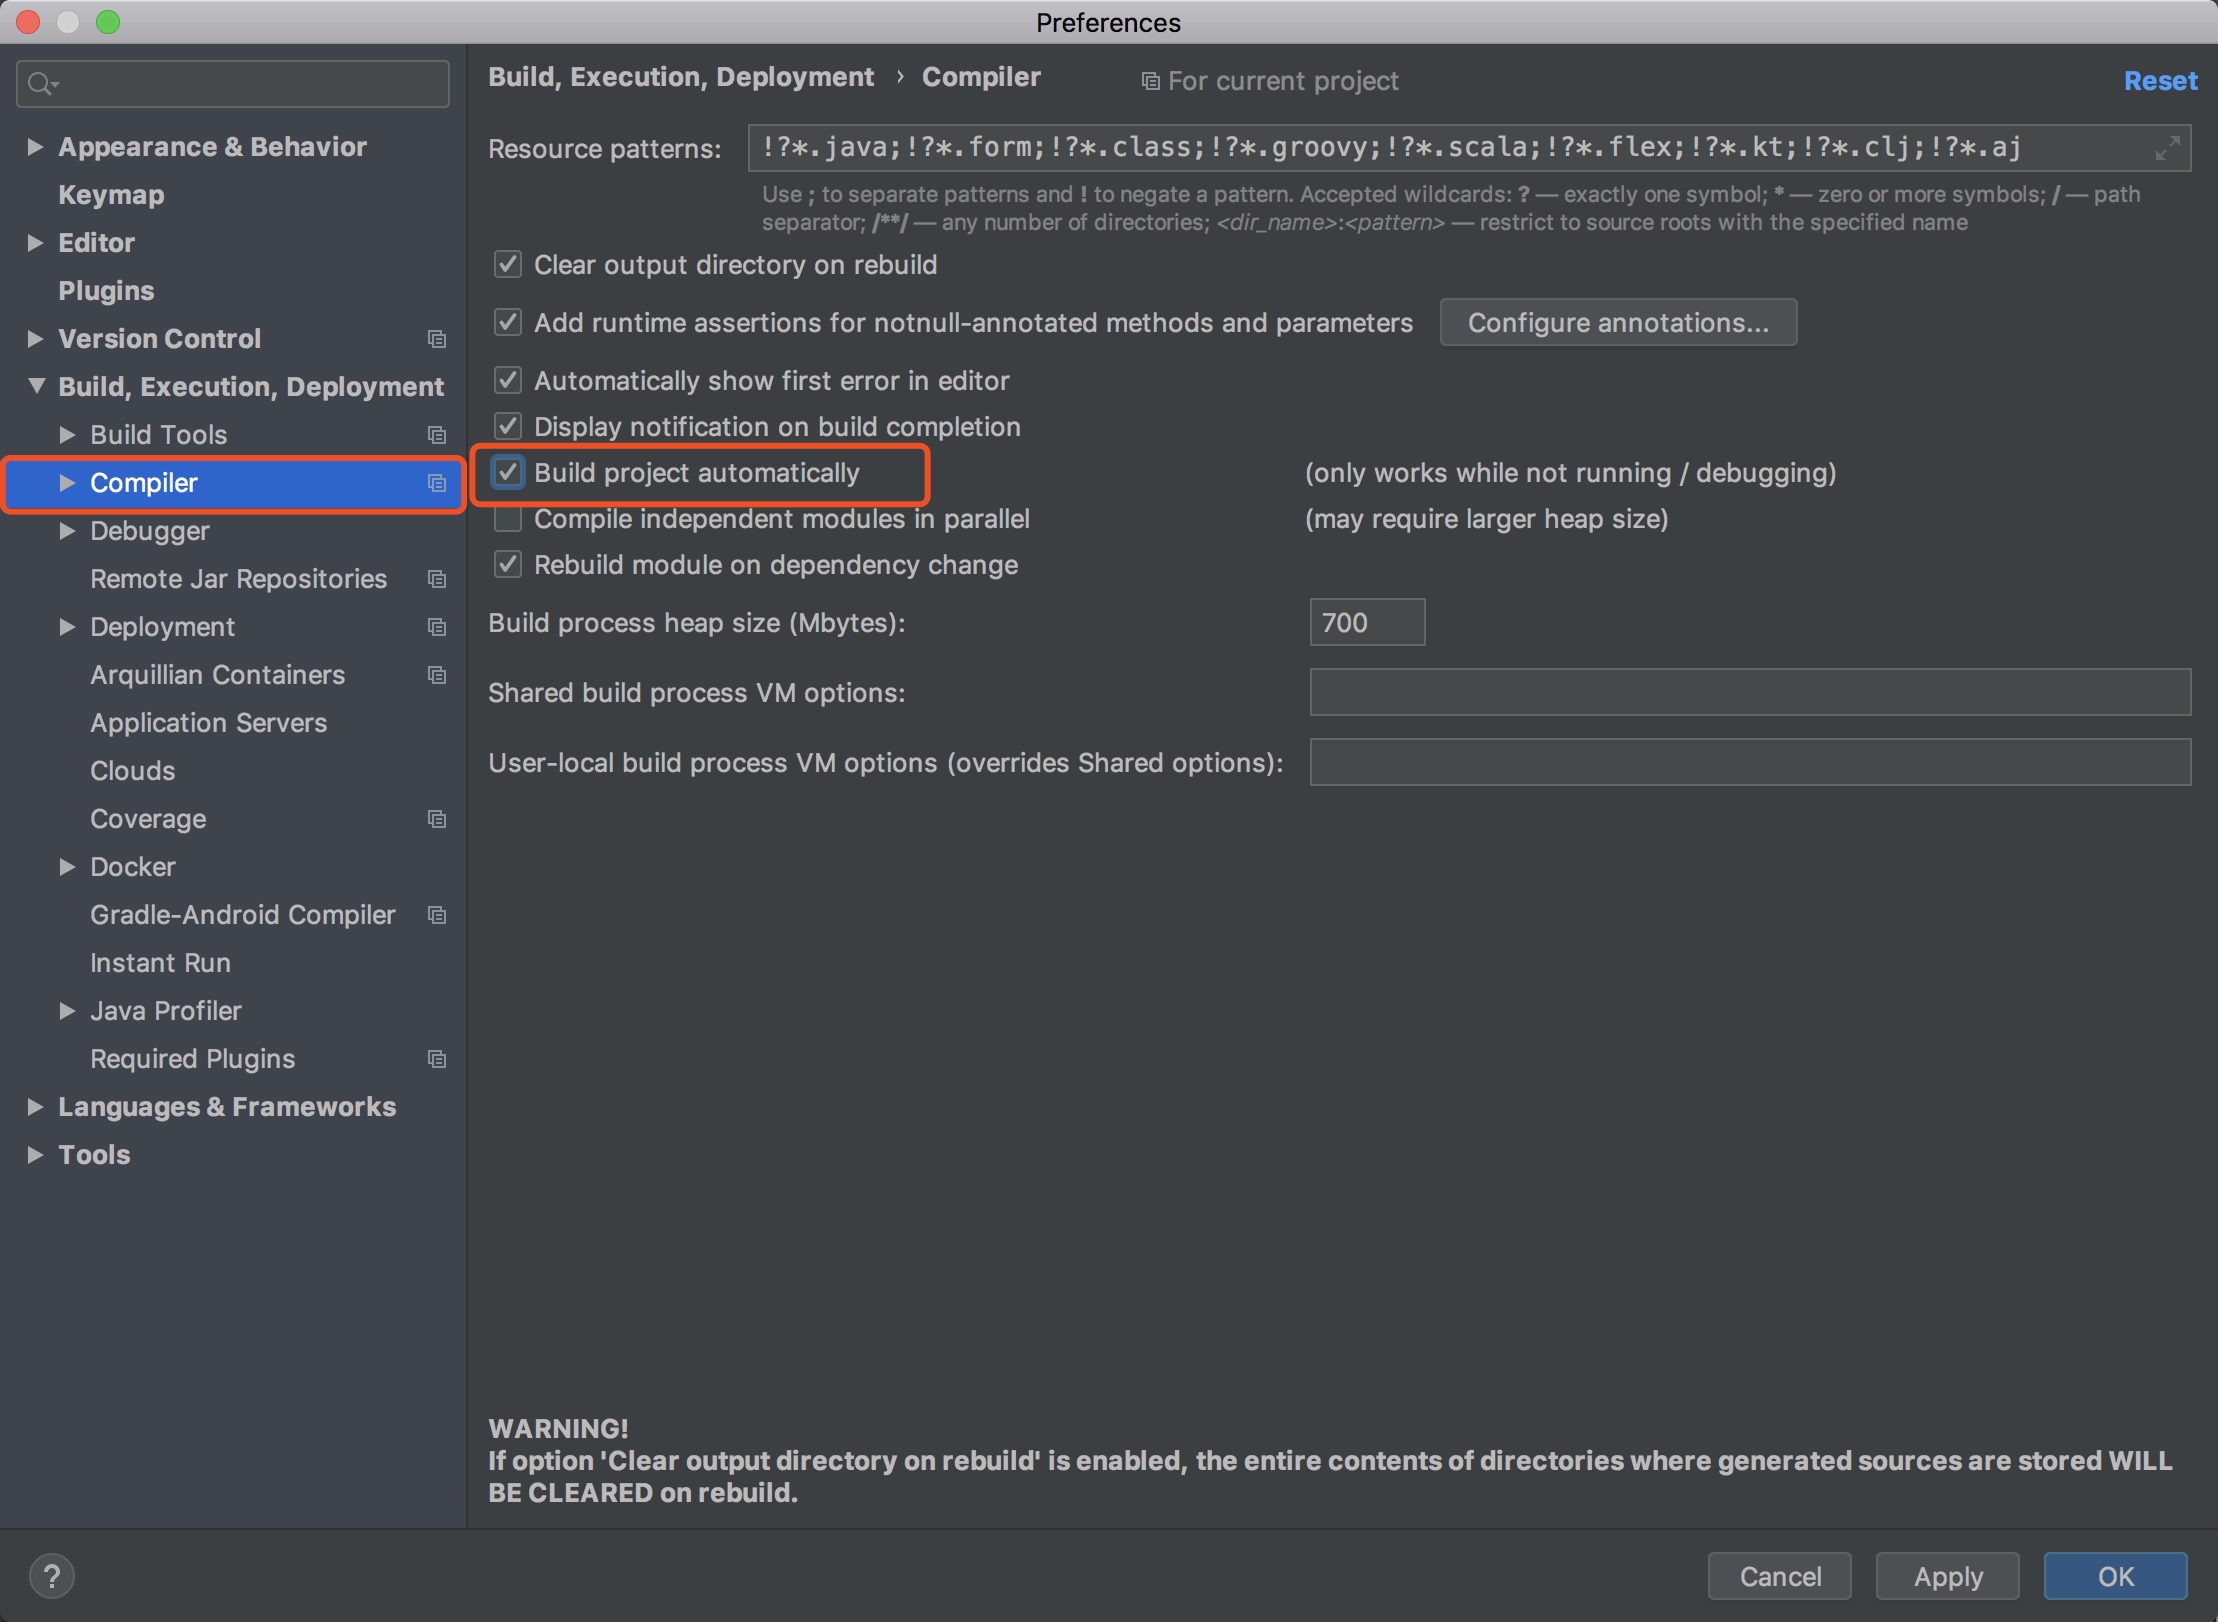 Preferences
Build, Execution, Deployment › Compiler
For current project
Reset
Appearance & Behavior
Keymap
Editor
Plugins
Version Control
Build, Execution, Deployment
Build Tools
Compiler
Debugger
Remote Jar Repositories
Deployment
Arquillian Containers
Application Servers
Clouds
Coverage
Docker
Gradle-Android Compiler
Instant Run
Java Profiler
Required Plugins
Languages & Frameworks
Tools
Resource patterns: !?*.java;!?*.form;!?*.class;!?*.groovy;!?*.scala;!?*.flex;!?*.kt;!?*.clj;!?*.aj
Use ; to separate patterns and ! to negate a pattern. Accepted wildcards: ? — exactly one symbol; * — zero or more symbols; / — path
separator; /**/ — any number of directories; <dir_name>:<pattern> — restrict to source roots with the specified name
Clear output directory on rebuild
Add runtime assertions for notnull-annotated methods and parameters Configure annotations...
Automatically show first error in editor
Display notification on build completion
Build project automatically (only works while not running / debugging)
Compile independent modules in parallel (may require larger heap size)
Rebuild module on dependency change
Build process heap size (Mbytes): 700
Shared build process VM options:
User-local build process VM options (overrides Shared options):
WARNING!
If option 'Clear output directory on rebuild' is enabled, the entire contents of directories where generated sources are stored WILL
BE CLEARED on rebuild.
?
Cancel
Apply
OK